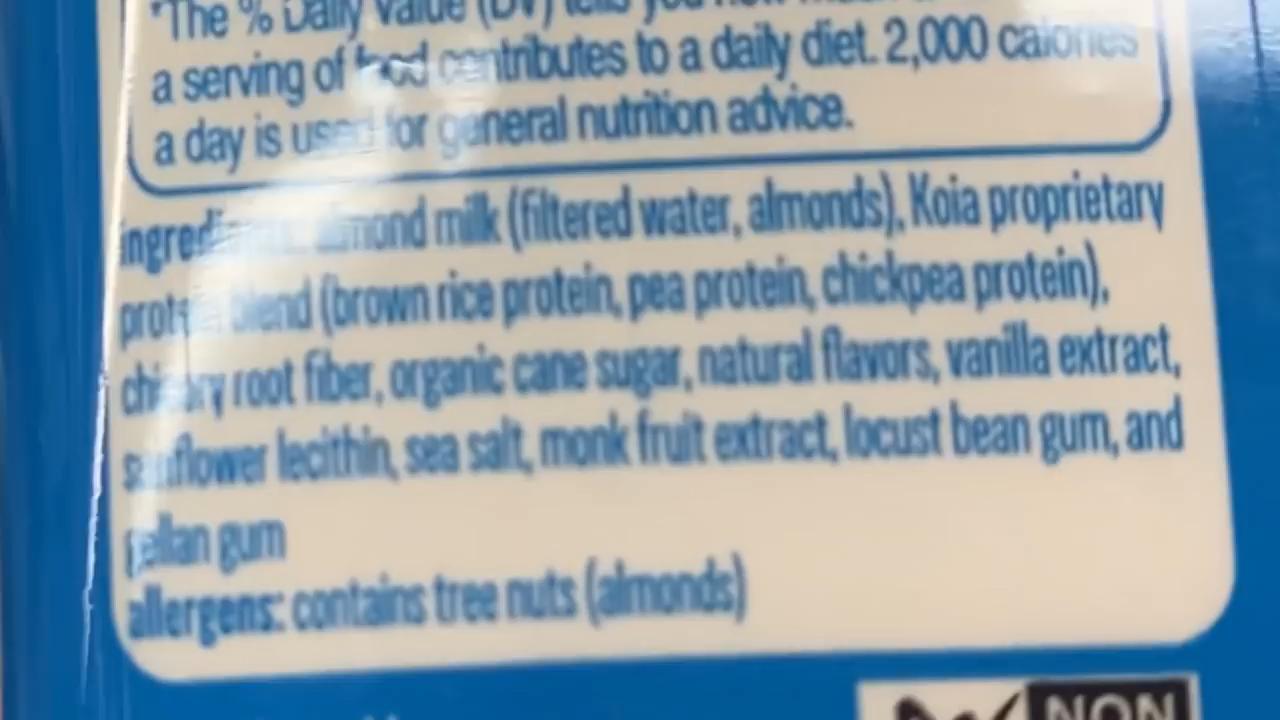 *The % Daily Value (DV) tells you how much
a serving of food contributes to a daily diet. 2,000 calories
a day is used for general nutrition advice.
ingredients: almond milk (filtered water, almonds), Koia proprietary
protein blend (brown rice protein, pea protein, chickpea protein),
chicory root fiber, organic cane sugar, natural flavors, vanilla extract,
sunflower lecithin, sea salt, monk fruit extract, locust bean gum, and
gellan gum
allergens: contains tree nuts (almonds)
NON